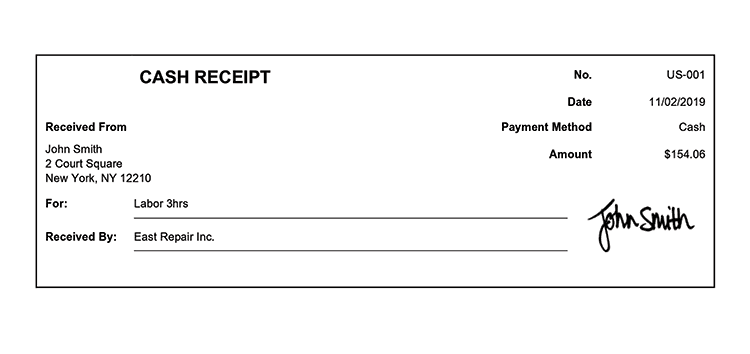 CASH RECEIPT
No. US-001
Date 11/02/2019
Received From
Payment Method Cash
John Smith
2 Court Square
New York, NY 12210
Amount $154.06
For: Labor 3hrs
John Smith
Received By: East Repair Inc.